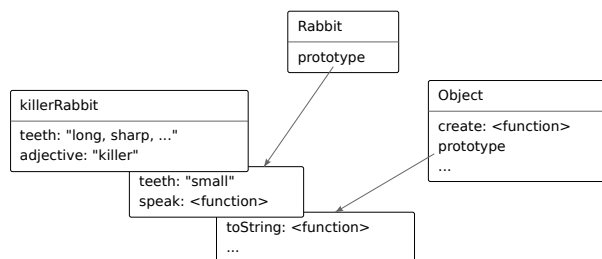 Rabbit
prototype
killerRabbit
teeth: "long, sharp, ..."
adjective: "killer"
Object
create: <function>
prototype
...
teeth: "small"
speak: <function>
toString: <function>
...